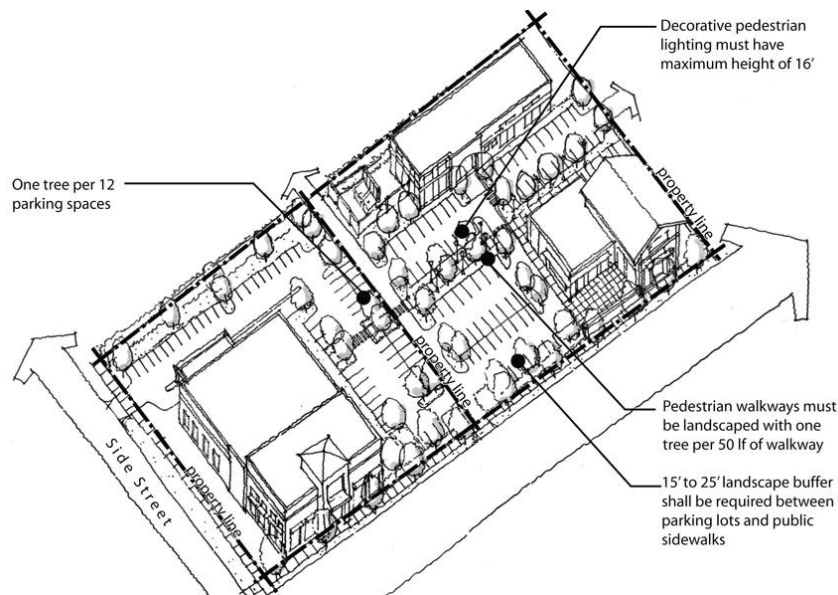 Decorative pedestrian
lighting must have
maximum height of 16’
One tree per 12
parking spaces
property line
property line
Pedestrian walkways must
be landscaped with one
tree per 50 lf of walkway
15’ to 25’ landscape buffer
shall be required between
parking lots and public
sidewalks
property line
Side Street